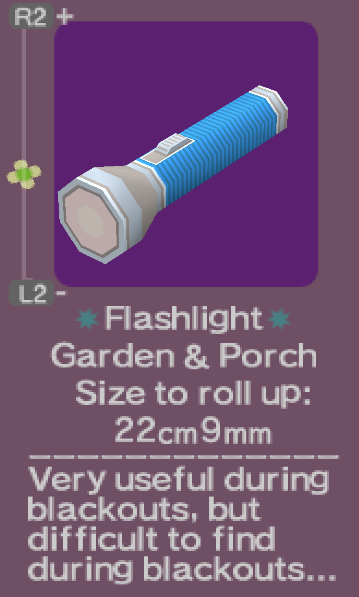 R2 +
L2 -
Flashlight
Garden & Porch
Size to roll up:
22cm9mm
Very useful during
blackouts, but
difficult to find
during blackouts...